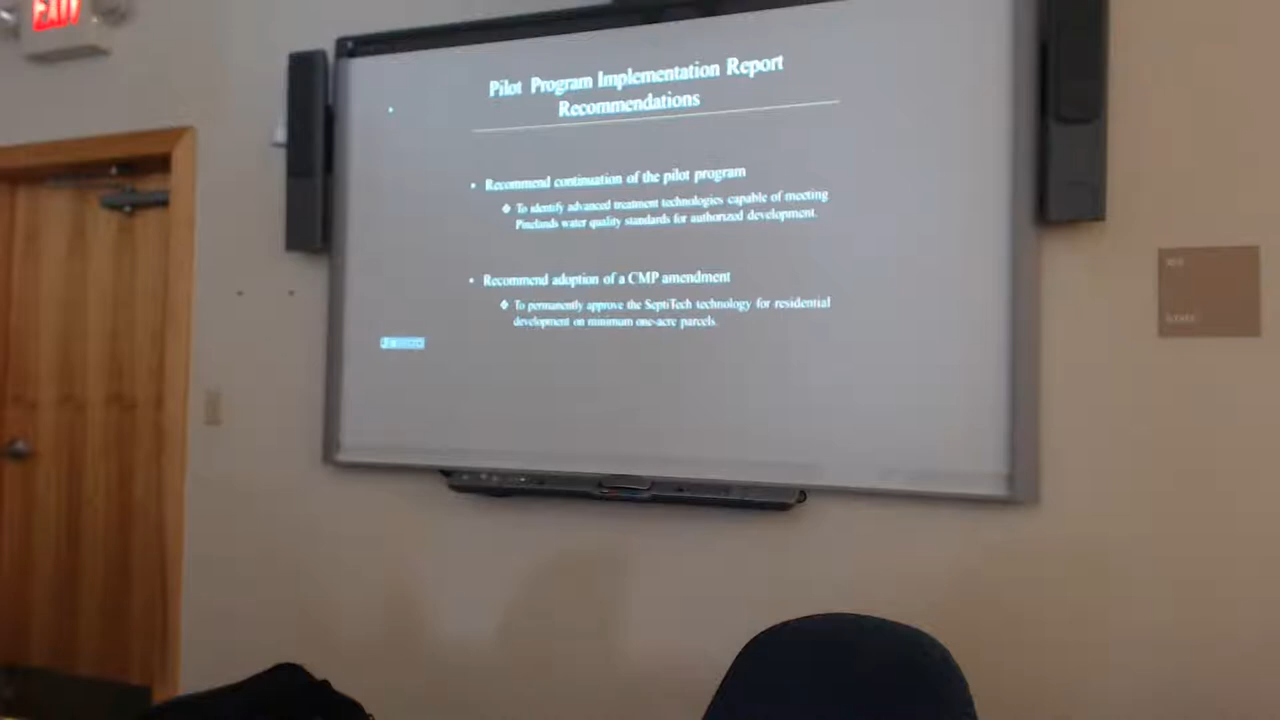 EXIT
Pilot Program Implementation Report
Recommendations
• Recommend continuation of the pilot program
❖ To identify advanced treatment technologies capable of meeting
Pinelands water quality standards for authorized development.
• Recommend adoption of a CMP amendment
❖ To permanently approve the SeptiTech technology for residential
development on minimum one-acre parcels.